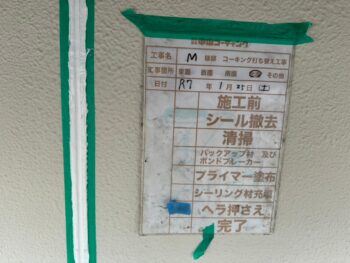 工事名 M 様邸 コーキング打ち替え工事
工事箇所 東面 ・ 西面 ・ 南面 ・ その他
日付 R7 年 1 月 25 日 (土)
施工前
シール撤去
清掃
バックアップ材 及び
ボンドブレーカー
プライマー塗布
シーリング材充填
ヘラ押さえ
完了